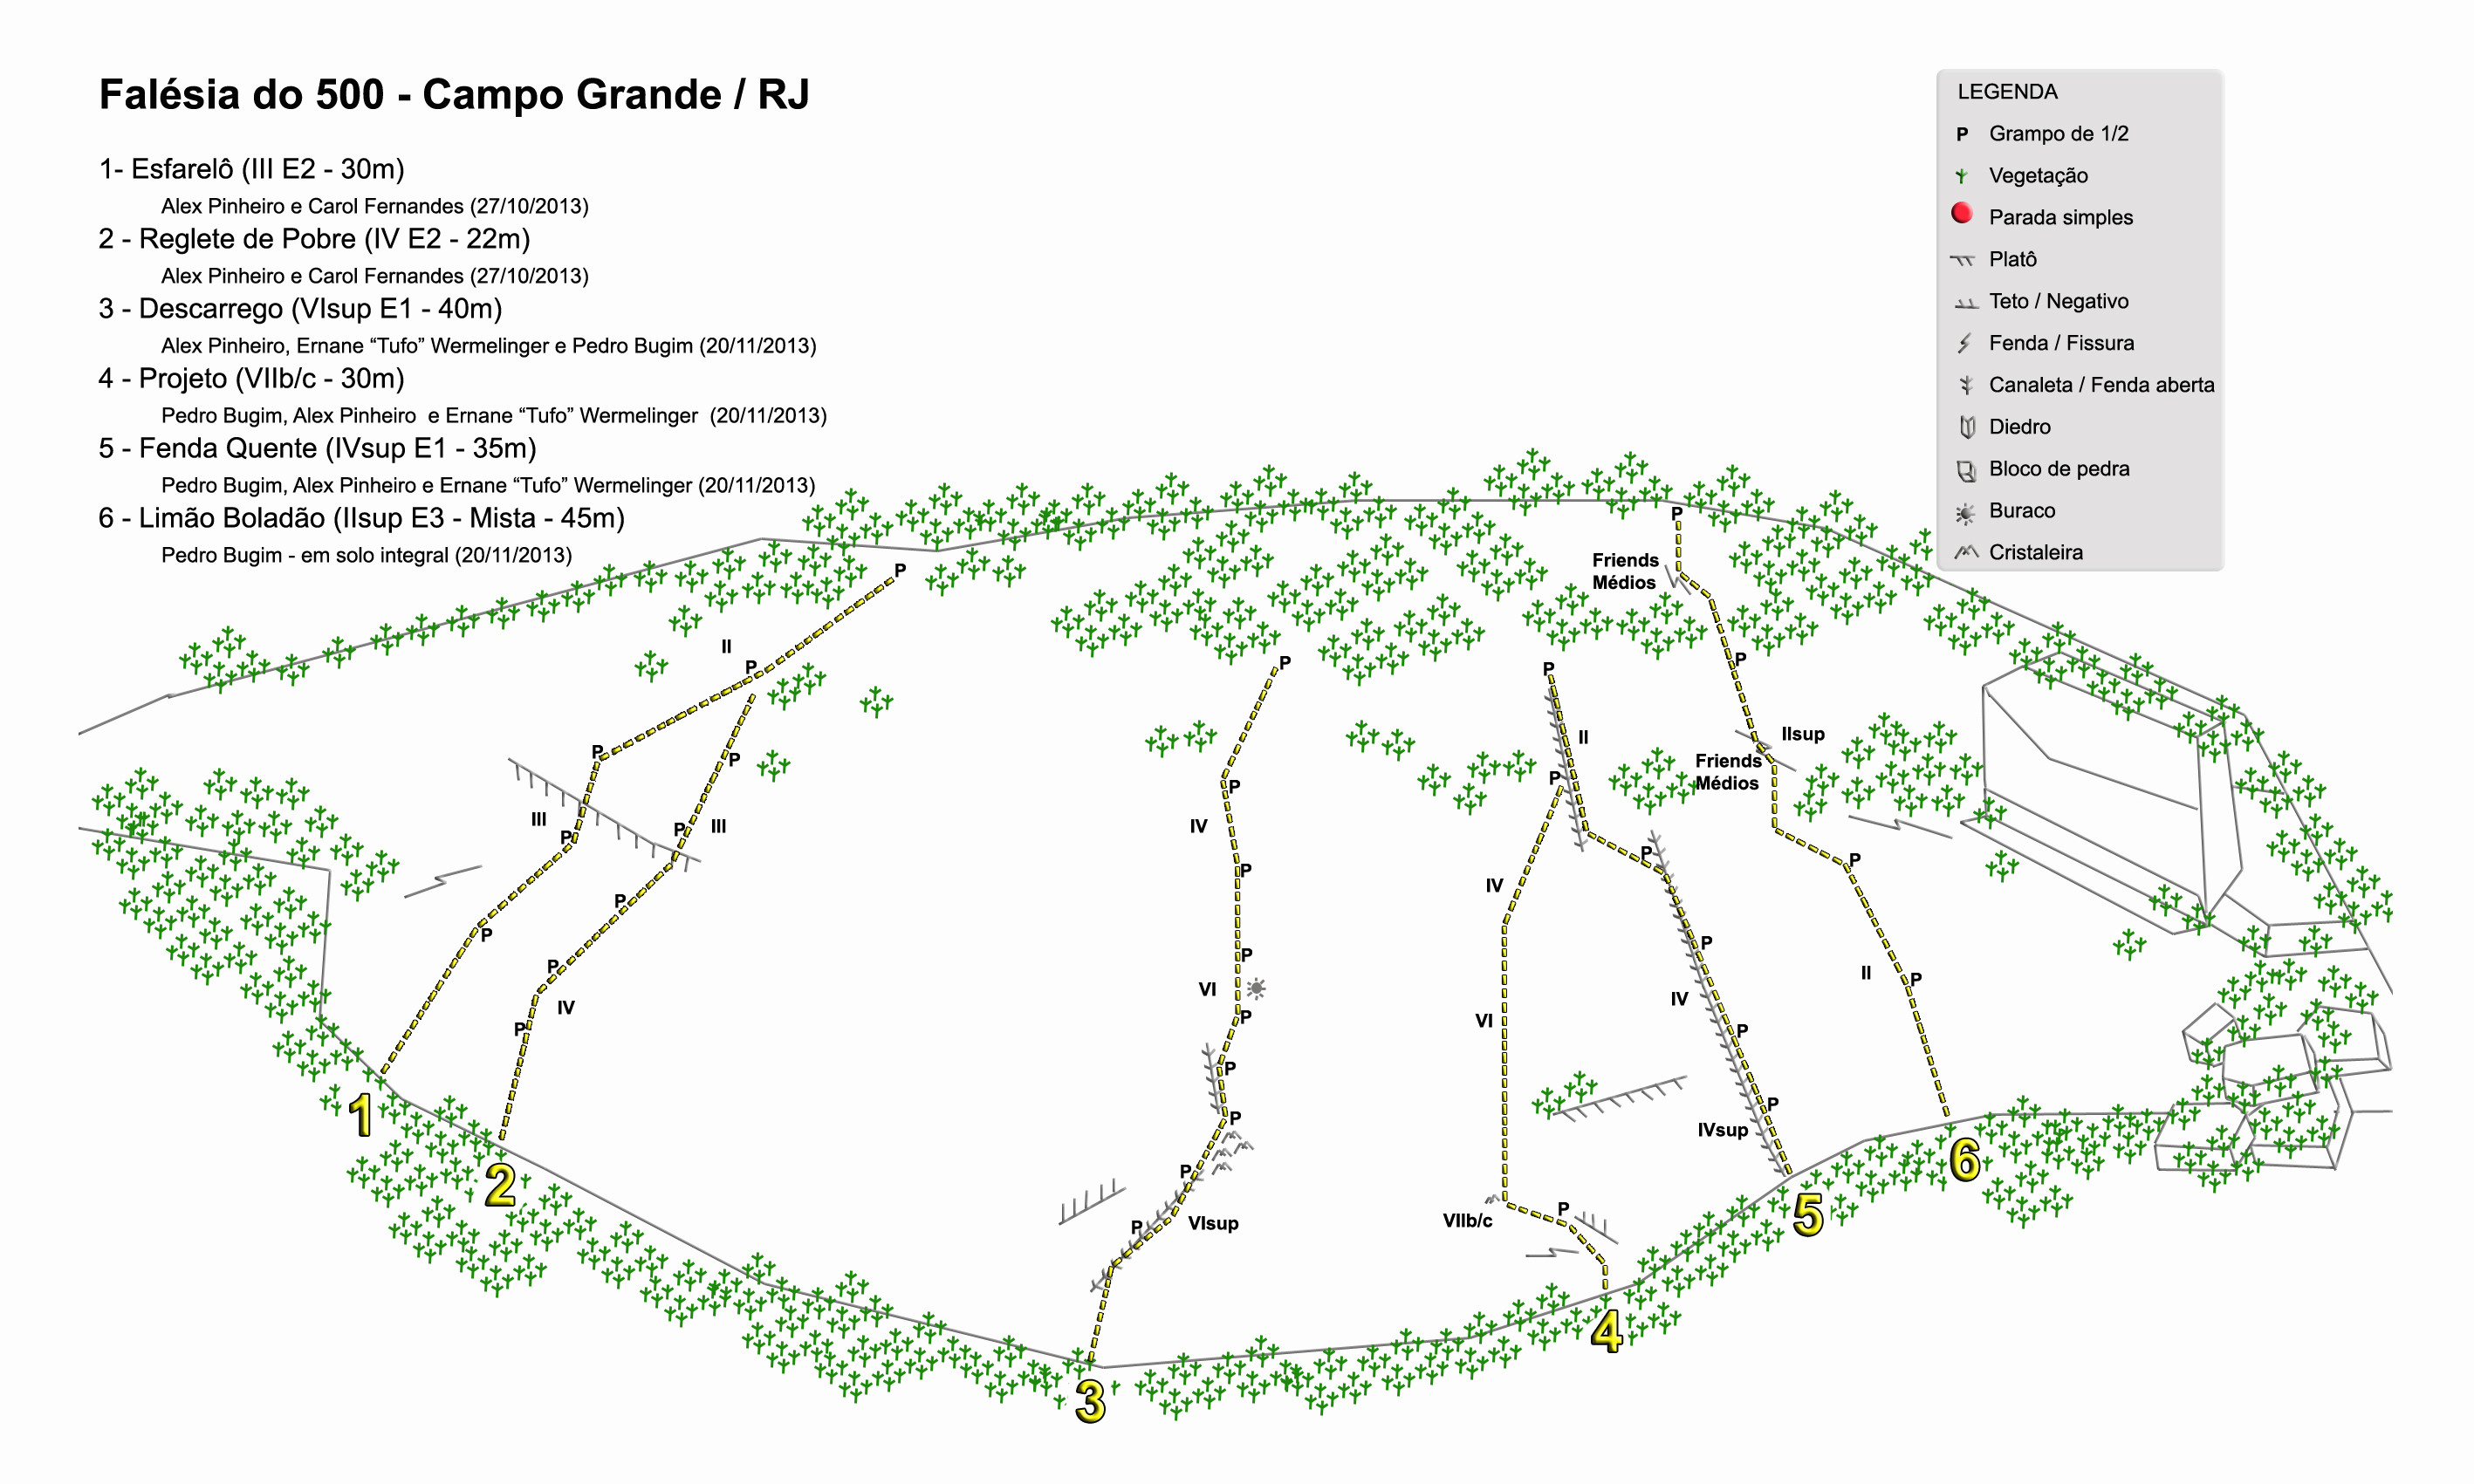 Falésia do 500 - Campo Grande / RJ
1- Esfarelô (III E2 - 30m)
Alex Pinheiro e Carol Fernandes (27/10/2013)
2 - Reglete de Pobre (IV E2 - 22m)
Alex Pinheiro e Carol Fernandes (27/10/2013)
3 - Descarrego (VIsup E1 - 40m)
Alex Pinheiro, Ernane “Tufo” Wermelinger e Pedro Bugim (20/11/2013)
4 - Projeto (VIIb/c - 30m)
Pedro Bugim, Alex Pinheiro  e Ernane “Tufo” Wermelinger  (20/11/2013)
5 - Fenda Quente (IVsup E1 - 35m)
Pedro Bugim, Alex Pinheiro e Ernane “Tufo” Wermelinger (20/11/2013)
6 - Limão Boladão (IIsup E3 - Mista - 45m)
Pedro Bugim - em solo integral (20/11/2013)
LEGENDA
P Grampo de 1/2
Vegetação
Parada simples
Platô
Teto / Negativo
Fenda / Fissura
Canaleta / Fenda aberta
Diedro
Bloco de pedra
Buraco
Cristaleira
P
P
II
P
P
III
P
P
P
III
P
P
IV
P
1
2
P
P
IV
P
P
VI
P
P
P
P
VIsup
P
3
P
II
P
IV
VI
P
VIIb/c
4
P
P
IV
P
P
IVsup
5
P
Friends
Médios
P
IIsup
Friends
Médios
P
II
P
6